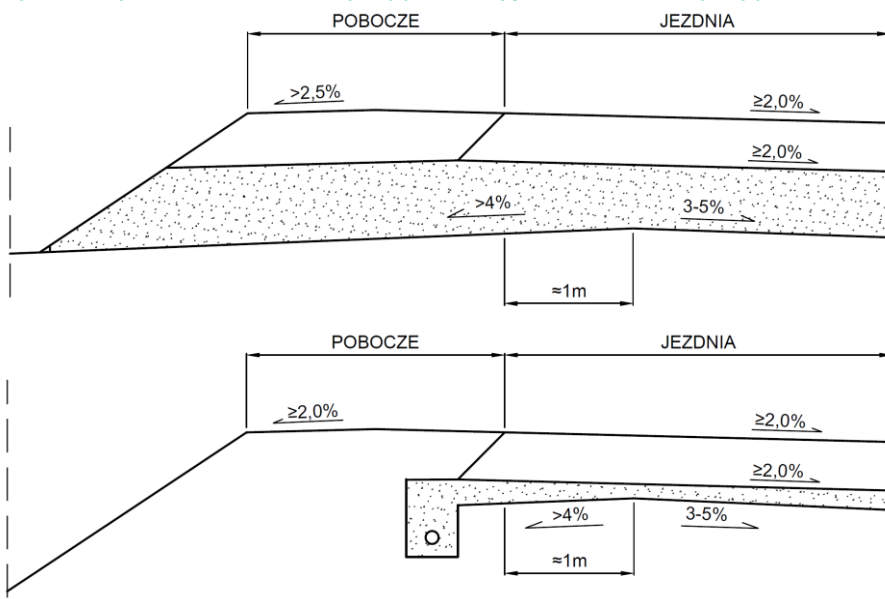 POBOCZE JEZDNIA
>2,5% ≥2,0%
≥2,0%
>4% 3-5%
≈1m
POBOCZE JEZDNIA
≥2,0% ≥2,0%
≥2,0%
>4% 3-5%
≈1m